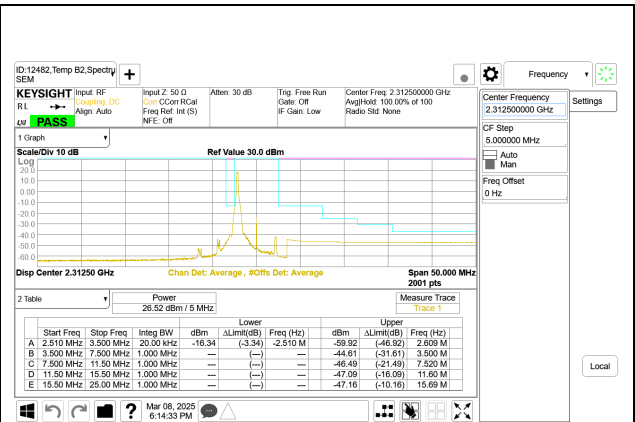 ID:12482,Temp B2,Spectru
SEM
Frequency
KEYSIGHT
RL
LXI
PASS
Input: RF
Coupling: DC
Align: Auto
Input Z: 50 Ω
Corr CCorr RCal
Freq Ref: Int (S)
NFE: Off
Atten: 30 dB
Trig: Free Run
Gate: Off
IF Gain: Low
Center Freq: 2.312500000 GHz
Avg|Hold: 100.00% of 100
Radio Std: None
Center Frequency
2.312500000 GHz
Settings
CF Step
5.000000 MHz
Auto
Man
Freq Offset
0 Hz
1 Graph
Scale/Div 10 dB
Ref Value 30.0 dBm
Log
20.0
10.0
0.00
-10.0
-20.0
-30.0
-40.0
-50.0
-60.0
Disp Center 2.31250 GHz
Chan Det: Average, #Offs Det: Average
Span 50.000 MHz
2001 pts
2 Table
Power
26.52 dBm / 5 MHz
Measure Trace
Trace 1
Lower Upper
Start Freq Stop Freq Integ BW dBm ΔLimit(dB) Freq (Hz) dBm ΔLimit(dB) Freq (Hz)
A 2.510 MHz 3.500 MHz 20.00 kHz -16.34 (-3.34) -2.510 M -59.92 (-46.92) 2.609 M
B 3.500 MHz 7.500 MHz 1.000 MHz --- (---) --- -44.61 (-31.61) 3.500 M
C 7.500 MHz 11.50 MHz 1.000 MHz --- (---) --- -46.49 (-21.49) 7.520 M
D 11.50 MHz 15.50 MHz 1.000 MHz --- (---) --- -47.09 (-16.09) 11.60 M
E 15.50 MHz 25.00 MHz 1.000 MHz --- (---) --- -47.16 (-10.16) 15.69 M
Local
?
Mar 08, 2025
6:14:33 PM